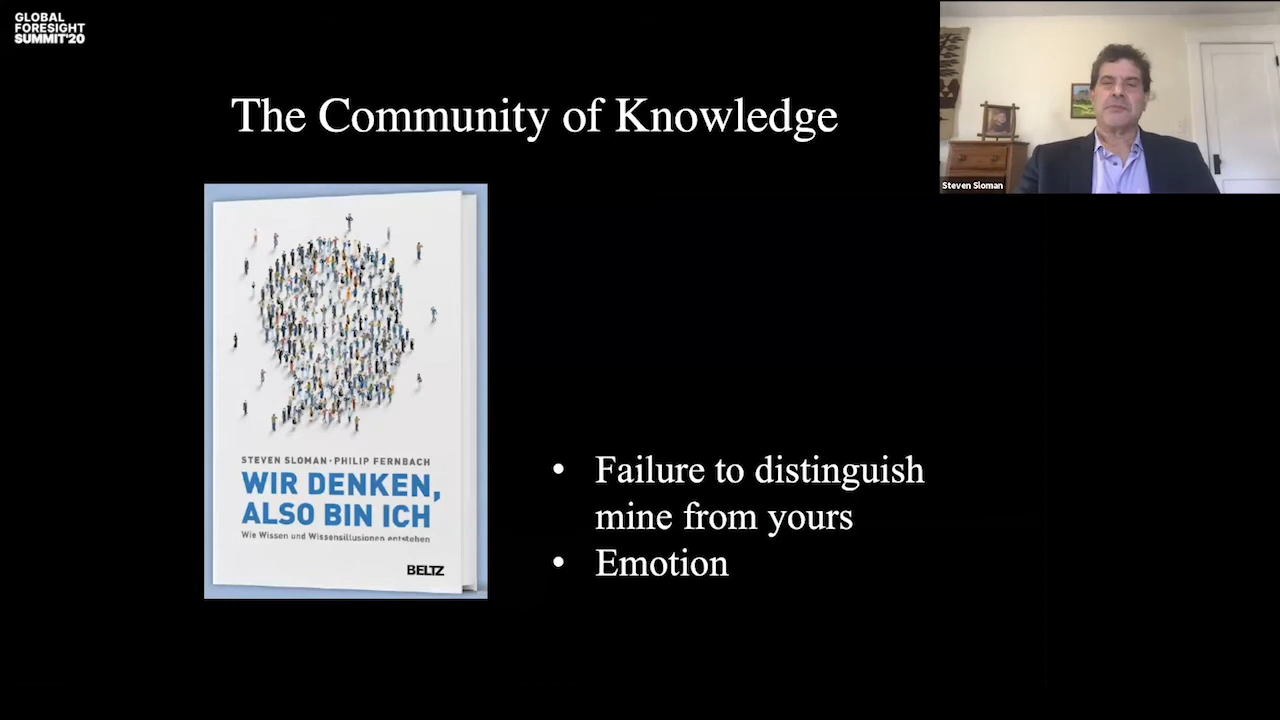 GLOBAL
FORESIGHT
SUMMIT'20
The Community of Knowledge
Steven Sloman
STEVEN SLOMAN · PHILIP FERNBACH
WIR DENKEN,
ALSO BIN ICH
Wie Wissen und Wissensillusionen entstehen
BELTZ
• Failure to distinguish
mine from yours
• Emotion